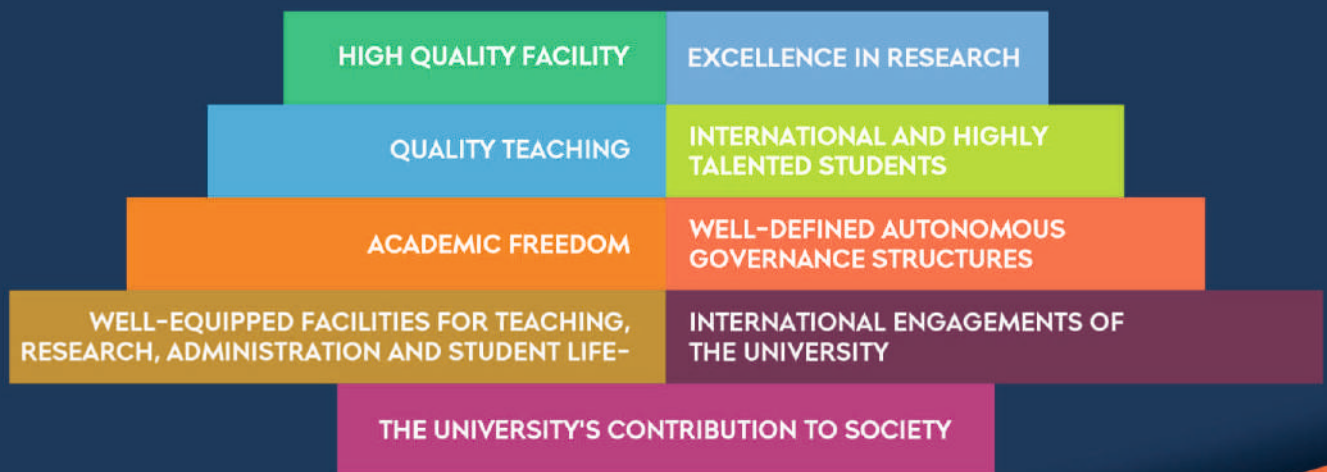 HIGH QUALITY FACILITY
EXCELLENCE IN RESEARCH
QUALITY TEACHING
INTERNATIONAL AND HIGHLY
TALENTED STUDENTS
ACADEMIC FREEDOM
WELL-DEFINED AUTONOMOUS
GOVERNANCE STRUCTURES
WELL-EQUIPPED FACILITIES FOR TEACHING,
RESEARCH, ADMINISTRATION AND STUDENT LIFE-
INTERNATIONAL ENGAGEMENTS OF
THE UNIVERSITY
THE UNIVERSITY'S CONTRIBUTION TO SOCIETY